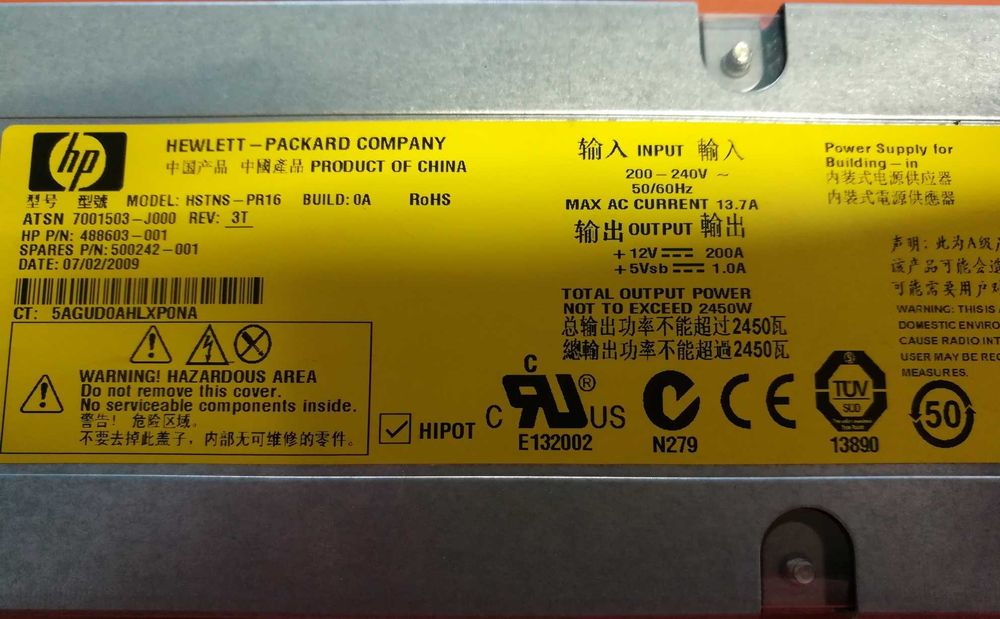 hp
HEWLETT-PACKARD COMPANY
中国产品 中國產品 PRODUCT OF CHINA
型号 型號 MODEL: HSTNS-PR16 BUILD: 0A RoHS
ATSN 7001503-J000 REV: 3T
HP P/N: 488603-001
SPARES P/N: 500242-001
DATE: 07/02/2009
CT: 5AGUD0AHLXP0NA
WARNING! HAZARDOUS AREA
Do not remove this cover.
No serviceable components inside.
警告! 危险区域。
不要去掉此盖子，内部无可维修的零件。
HIPOT
输入 INPUT 輸入
200-240V ~
50/60Hz
MAX AC CURRENT 13.7A
输出 OUTPUT 輸出
+12V 200A
+5Vsb 1.0A
TOTAL OUTPUT POWER
NOT TO EXCEED 2450W
总输出功率不能超过2450瓦
總輸出功率不能超過2450瓦
C RU US
C
E132002
N279
CE
TUV
SUD
13890
50
Power Supply for
Building-in
内装式电源供应器
內裝式電源供應器
声明: 此为A级产
该产品可能会造
可能需要用户对
WARNING: THIS IS
DOMESTIC ENVIRO
CAUSE RADIO INT
USER MAY BE REC
MEASURES.